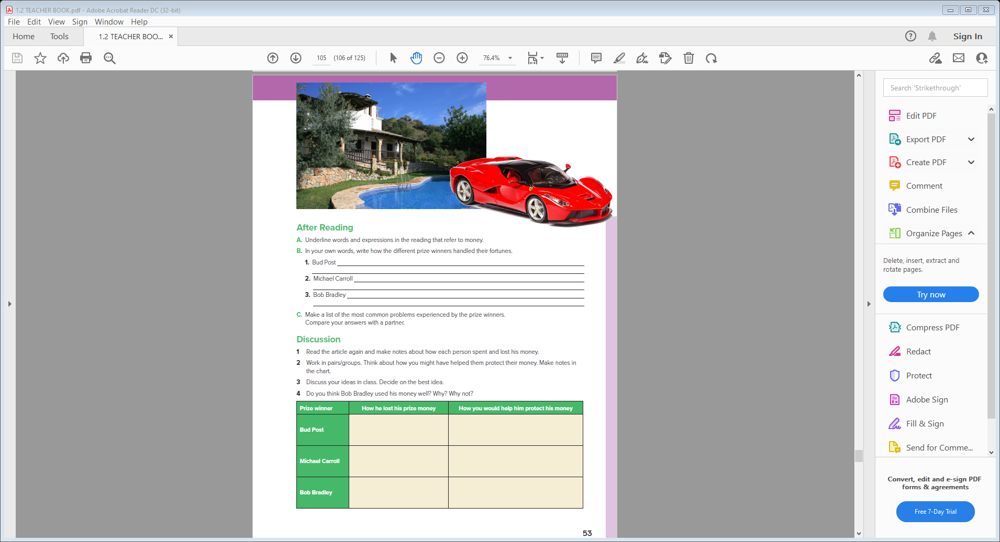 1.2 TEACHER BOOK.pdf - Adobe Acrobat Reader DC (32-bit)
File Edit View Sign Window Help
Home Tools 1.2 TEACHER BOO... × Sign In
105 (106 of 125) 76.4%
Search 'Strikethrough'
Edit PDF
Export PDF
Create PDF
Comment
Combine Files
Organize Pages
Delete, insert, extract and
rotate pages.
Try now
Compress PDF
Redact
Protect
Adobe Sign
Fill & Sign
Send for Comme...
Convert, edit and e-sign PDF
forms & agreements
Free 7-Day Trial
After Reading
A. Underline words and expressions in the reading that refer to money.
B. In your own words, write how the different prize winners handled their fortunes.
1. Bud Post
2. Michael Carroll
3. Bob Bradley
C. Make a list of the most common problems experienced by the prize winners.
Compare your answers with a partner.
Discussion
1 Read the article again and make notes about how each person spent and lost his money.
2 Work in pairs/groups. Think about how you might have helped them protect their money. Make notes in
the chart.
3 Discuss your ideas in class. Decide on the best idea.
4 Do you think Bob Bradley used his money well? Why? Why not?
Prize winner How he lost his prize money How you would help him protect his money
Bud Post
Michael Carroll
Bob Bradley
53